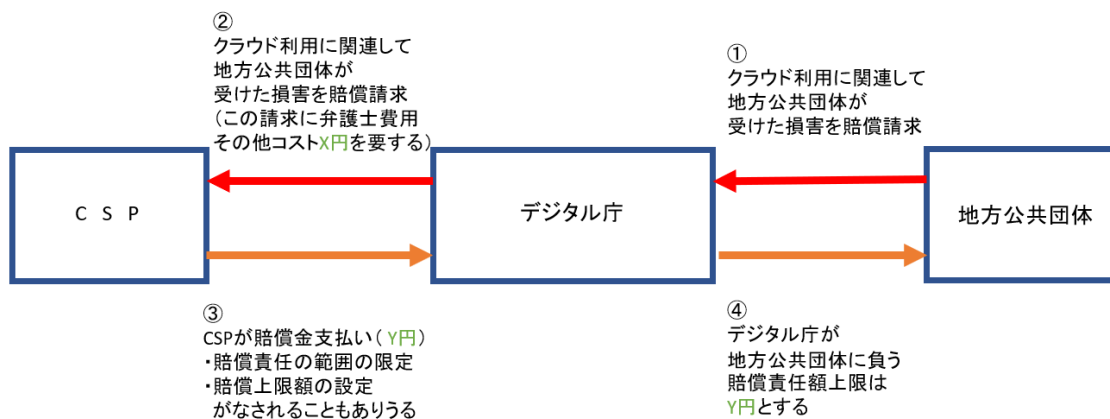 ②
クラウド利用に関連して
地方公共団体が
受けた損害を賠償請求
（この請求に弁護士費用
その他コストX円を要する）
①
クラウド利用に関連して
地方公共団体が
受けた損害を賠償請求
ＣＳＰ
デジタル庁
地方公共団体
③
CSPが賠償金支払い（Y円）
・賠償責任の範囲の限定
・賠償上限額の設定
がなされることもありうる
④
デジタル庁が
地方公共団体に負う
賠償責任額上限は
Y円とする